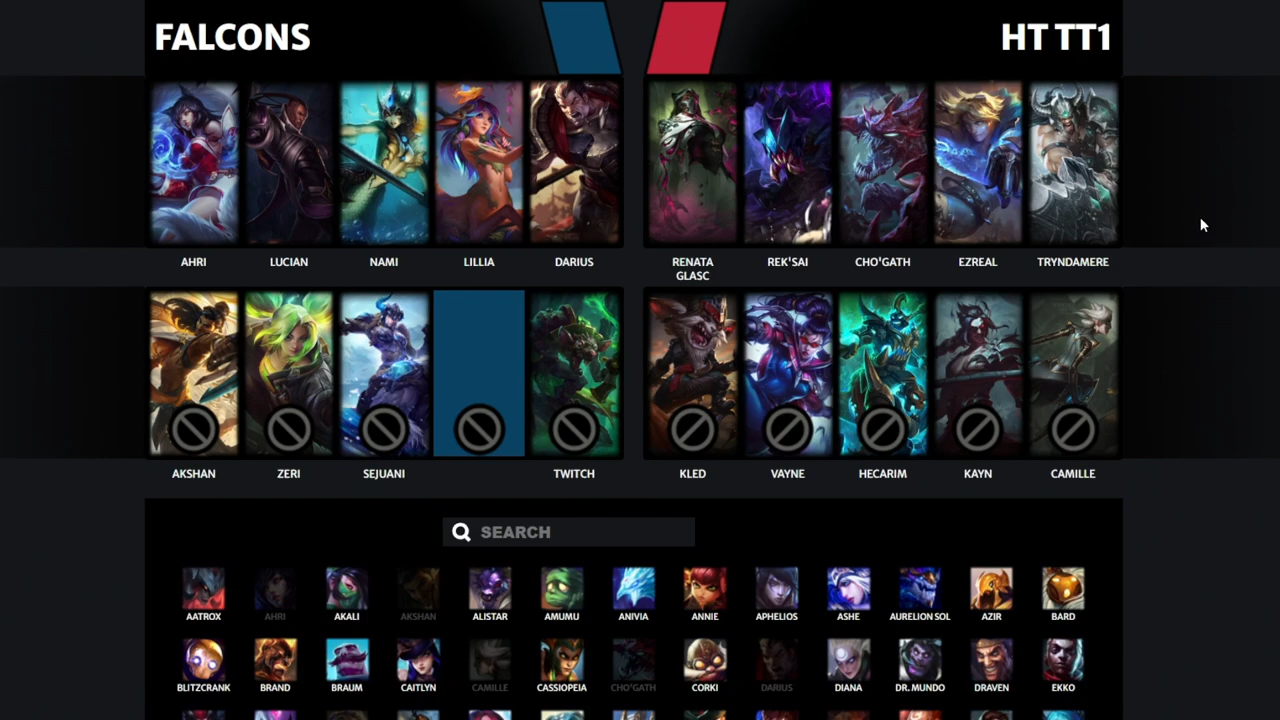 FALCONS
HT TT1
AHRI
LUCIAN
NAMI
LILLIA
DARIUS
RENATA
GLASC
REK'SAI
CHO'GATH
EZREAL
TRYNDAMERE
AKSHAN
ZERI
SEJUANI
TWITCH
KLED
VAYNE
HECARIM
KAYN
CAMILLE
SEARCH
AATROX
AHRI
AKALI
AKSHAN
ALISTAR
AMUMU
ANIVIA
ANNIE
APHELIOS
ASHE
AURELION SOL
AZIR
BARD
BLITZCRANK
BRAND
BRAUM
CAITLYN
CAMILLE
CASSIOPEIA
CHO'GATH
CORKI
DARIUS
DIANA
DR. MUNDO
DRAVEN
EKKO